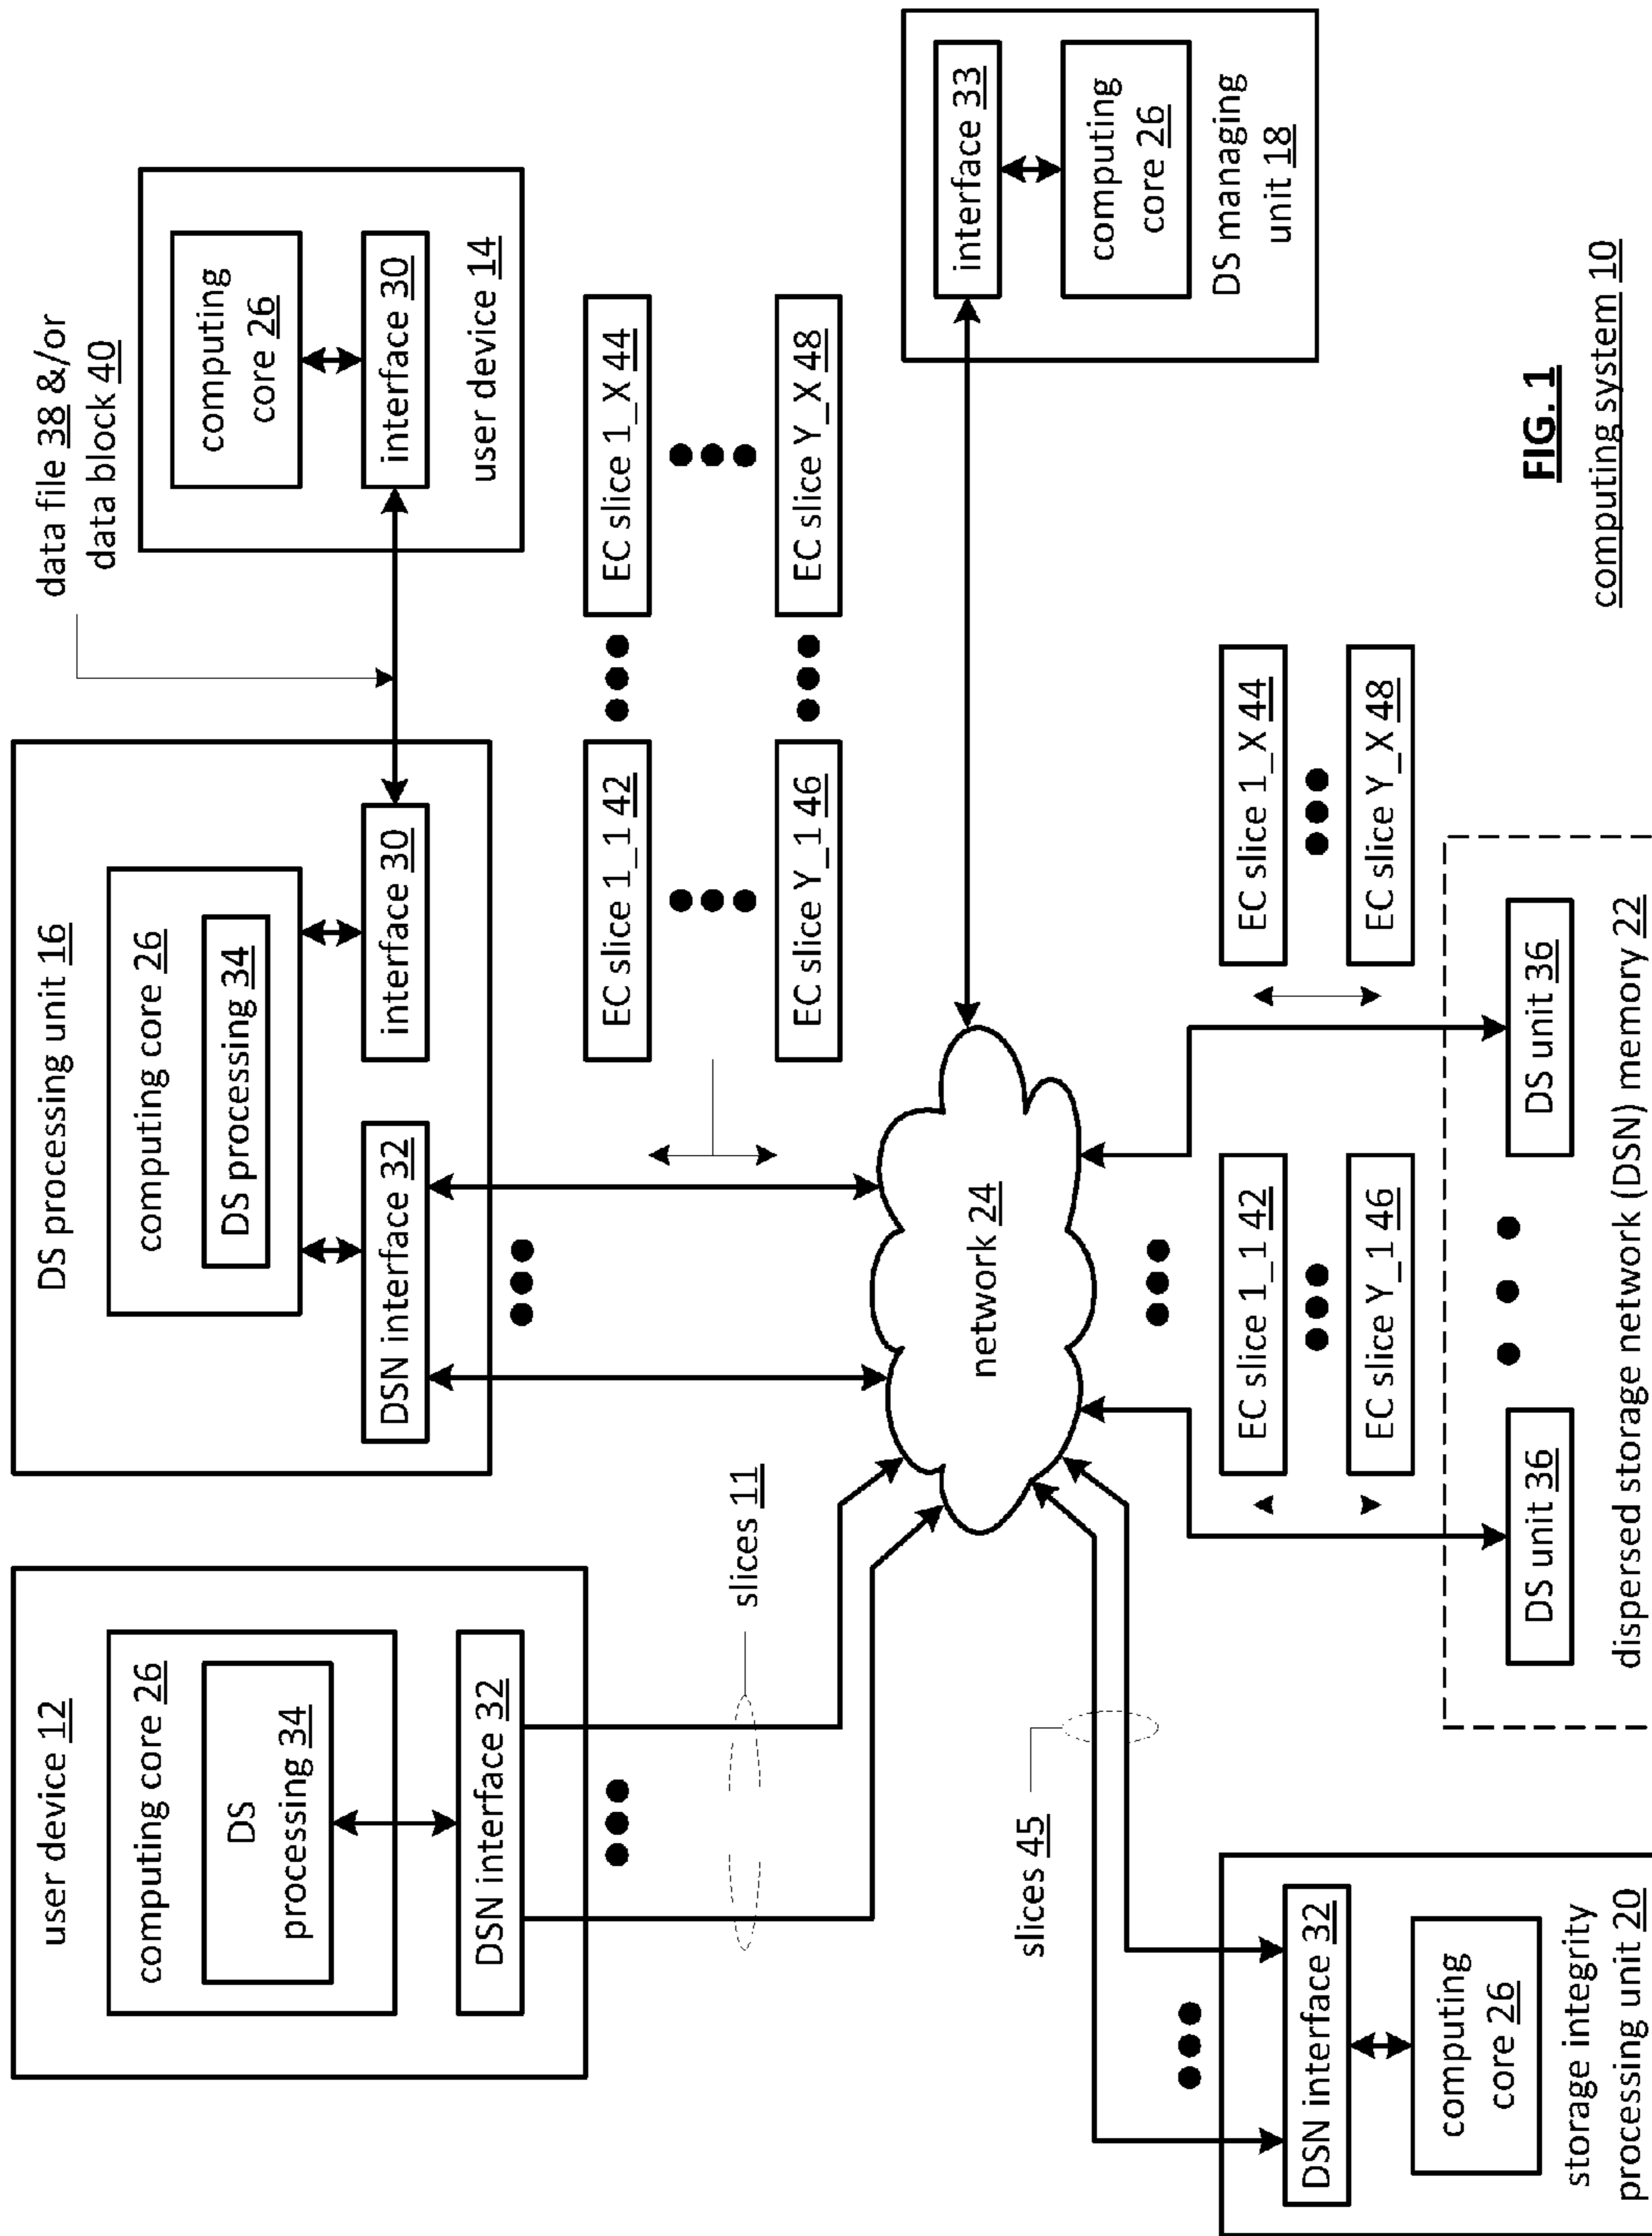 user device 12
computing core 26
DS
processing 34
DSN interface 32
DS processing unit 16
computing core 26
DS processing 34
DSN interface 32
interface 30
data file 38 &/or
data block 40
computing
core 26
interface 30
user device 14
slices 11
EC slice 1_1 42
EC slice 1_X 44
EC slice Y_1 46
EC slice Y_X 48
network 24
interface 33
computing
core 26
DS managing
unit 18
slices 45
DSN interface 32
computing
core 26
storage integrity
processing unit 20
EC slice 1_1 42
EC slice Y_1 46
EC slice 1_X 44
EC slice Y_X 48
DS unit 36
DS unit 36
dispersed storage network (DSN) memory 22
FIG. 1
computing system 10